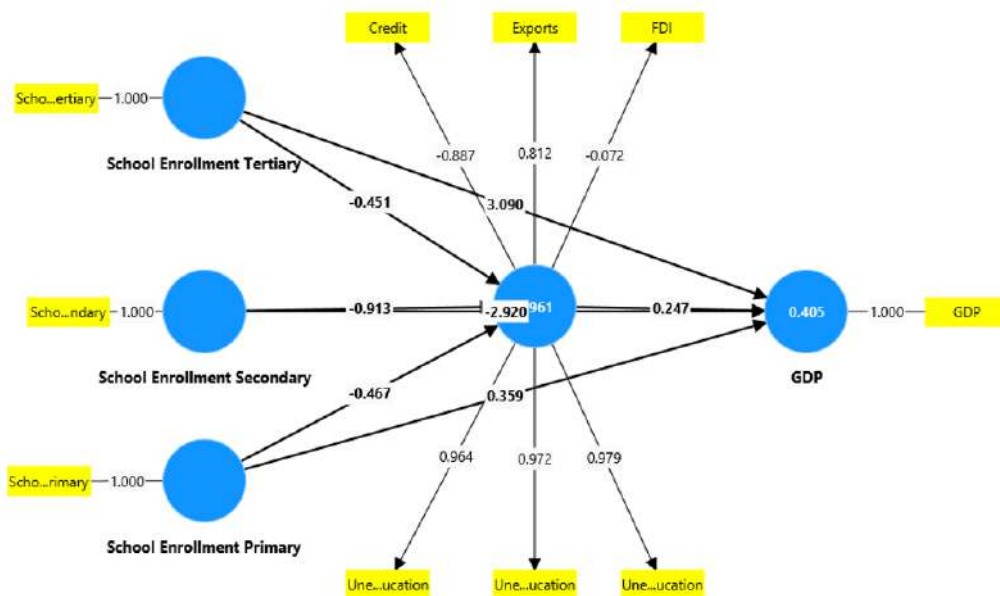 Credit
Exports
FDI
Scho...ertiary
1.000
School Enrollment Tertiary
-0.887
0.812
-0.072
-0.451
3.090
Scho...ndary
1.000
-0.913
-2.920
961
0.247
0.405
1.000
GDP
School Enrollment Secondary
GDP
-0.467
0.359
0.964
0.972
0.979
Scho...rimary
1.000
School Enrollment Primary
Une...ucation
Une...ucation
Une...ucation